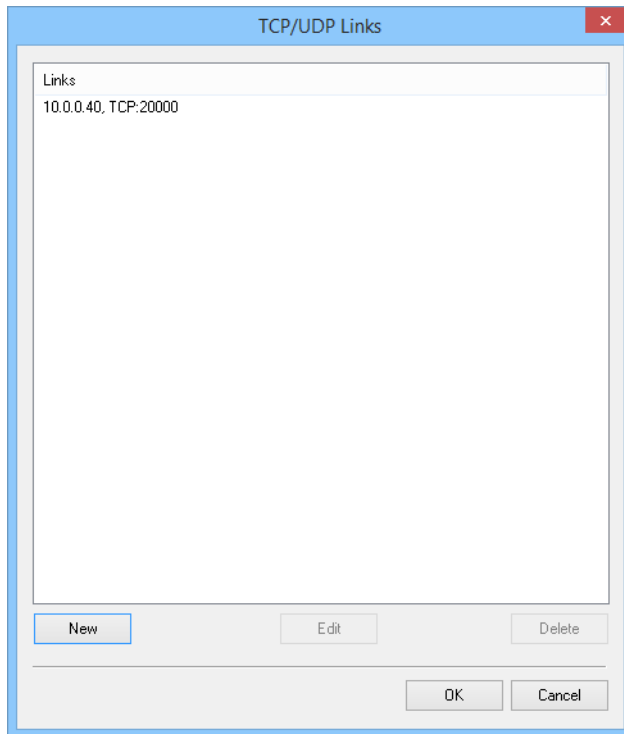 TCP/UDP Links
Links
10.0.0.40, TCP:20000
New
Edit
Delete
OK
Cancel